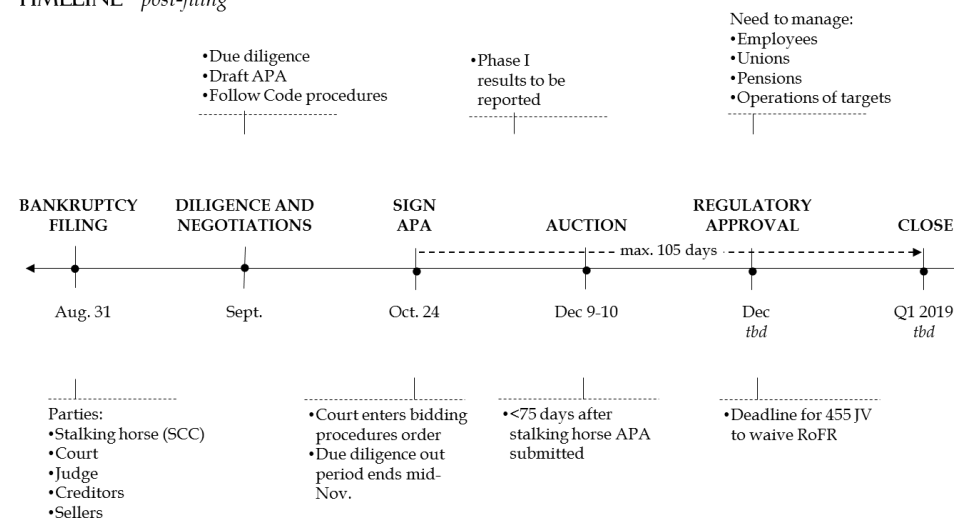 TIMELINE post-filing
•Due diligence
•Draft APA
•Follow Code procedures
•Phase I
results to be
reported
Need to manage:
•Employees
•Unions
•Pensions
•Operations of targets
BANKRUPTCY
FILING
DILIGENCE AND
NEGOTIATIONS
SIGN
APA
AUCTION
REGULATORY
APPROVAL
CLOSE
max. 105 days
Aug. 31
Sept.
Oct. 24
Dec 9-10
Dec
tbd
Q1 2019
tbd
Parties:
•Stalking horse (SCC)
•Court
•Judge
•Creditors
•Sellers
•Court enters bidding
procedures order
•Due diligence out
period ends mid-
Nov.
•<75 days after
stalking horse APA
submitted
•Deadline for 455 JV
to waive RoFR